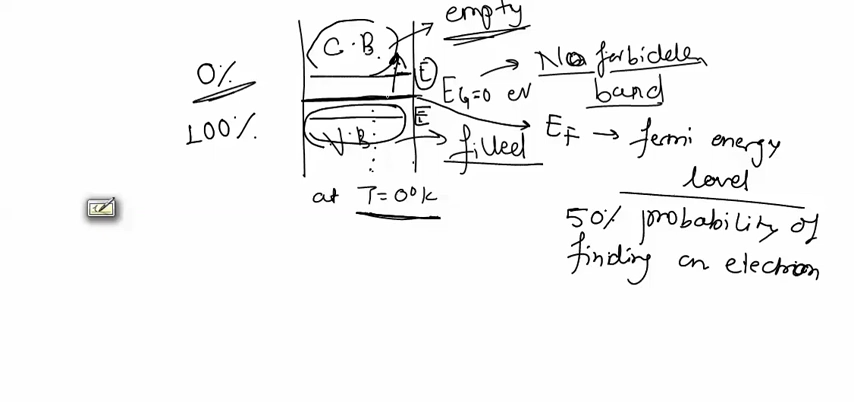 empty
C.B.
0%
E
EG=0 eV
No forbidden
band
100%
E
V.B.
filled
EF → fermi energy
level
at T=0°K
50% probability of
finding an electron